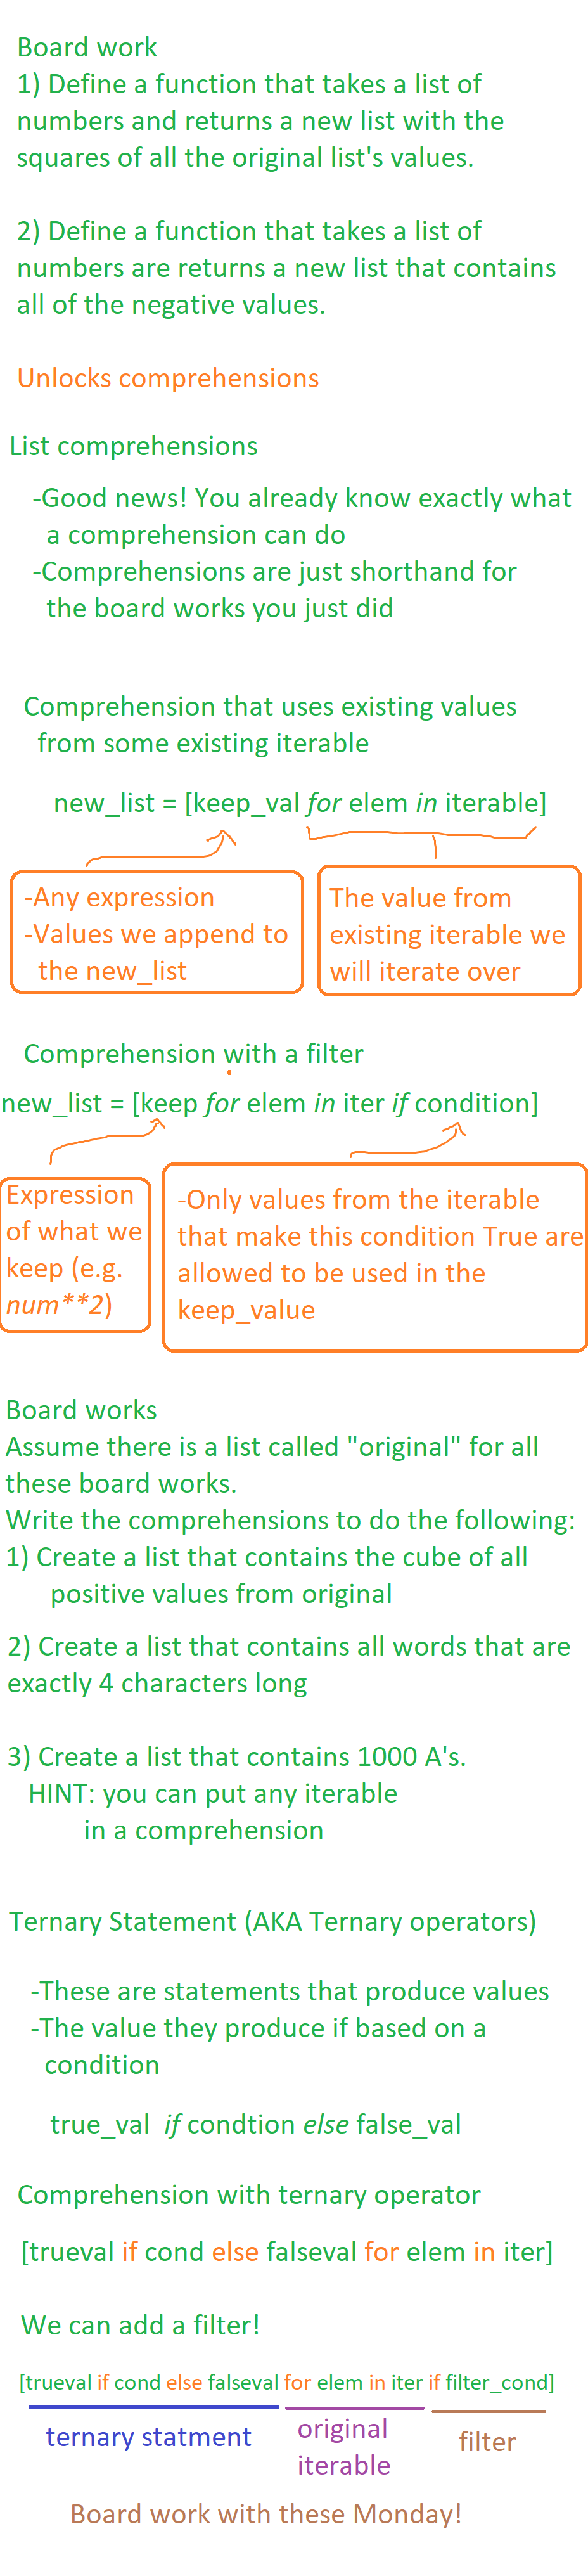 Board work
1) Define a function that takes a list of
numbers and returns a new list with the
squares of all the original list's values.
2) Define a function that takes a list of
numbers are returns a new list that contains
all of the negative values.
Unlocks comprehensions
List comprehensions
-Good news! You already know exactly what
a comprehension can do
-Comprehensions are just shorthand for
the board works you just did
Comprehension that uses existing values
from some existing iterable
new_list = [keep_val for elem in iterable]
-Any expression
-Values we append to
the new_list
The value from
existing iterable we
will iterate over
Comprehension with a filter
new_list = [keep for elem in iter if condition]
Expression
of what we
keep (e.g.
num**2)
-Only values from the iterable
that make this condition True are
allowed to be used in the
keep_value
Board works
Assume there is a list called "original" for all
these board works.
Write the comprehensions to do the following:
1) Create a list that contains the cube of all
positive values from original
2) Create a list that contains all words that are
exactly 4 characters long
3) Create a list that contains 1000 A's.
HINT: you can put any iterable
in a comprehension
Ternary Statement (AKA Ternary operators)
-These are statements that produce values
-The value they produce if based on a
condition
true_val if condtion else false_val
Comprehension with ternary operator
[trueval if cond else falseval for elem in iter]
We can add a filter!
[trueval if cond else falseval for elem in iter if filter_cond]
ternary statment
original
iterable
filter
Board work with these Monday!